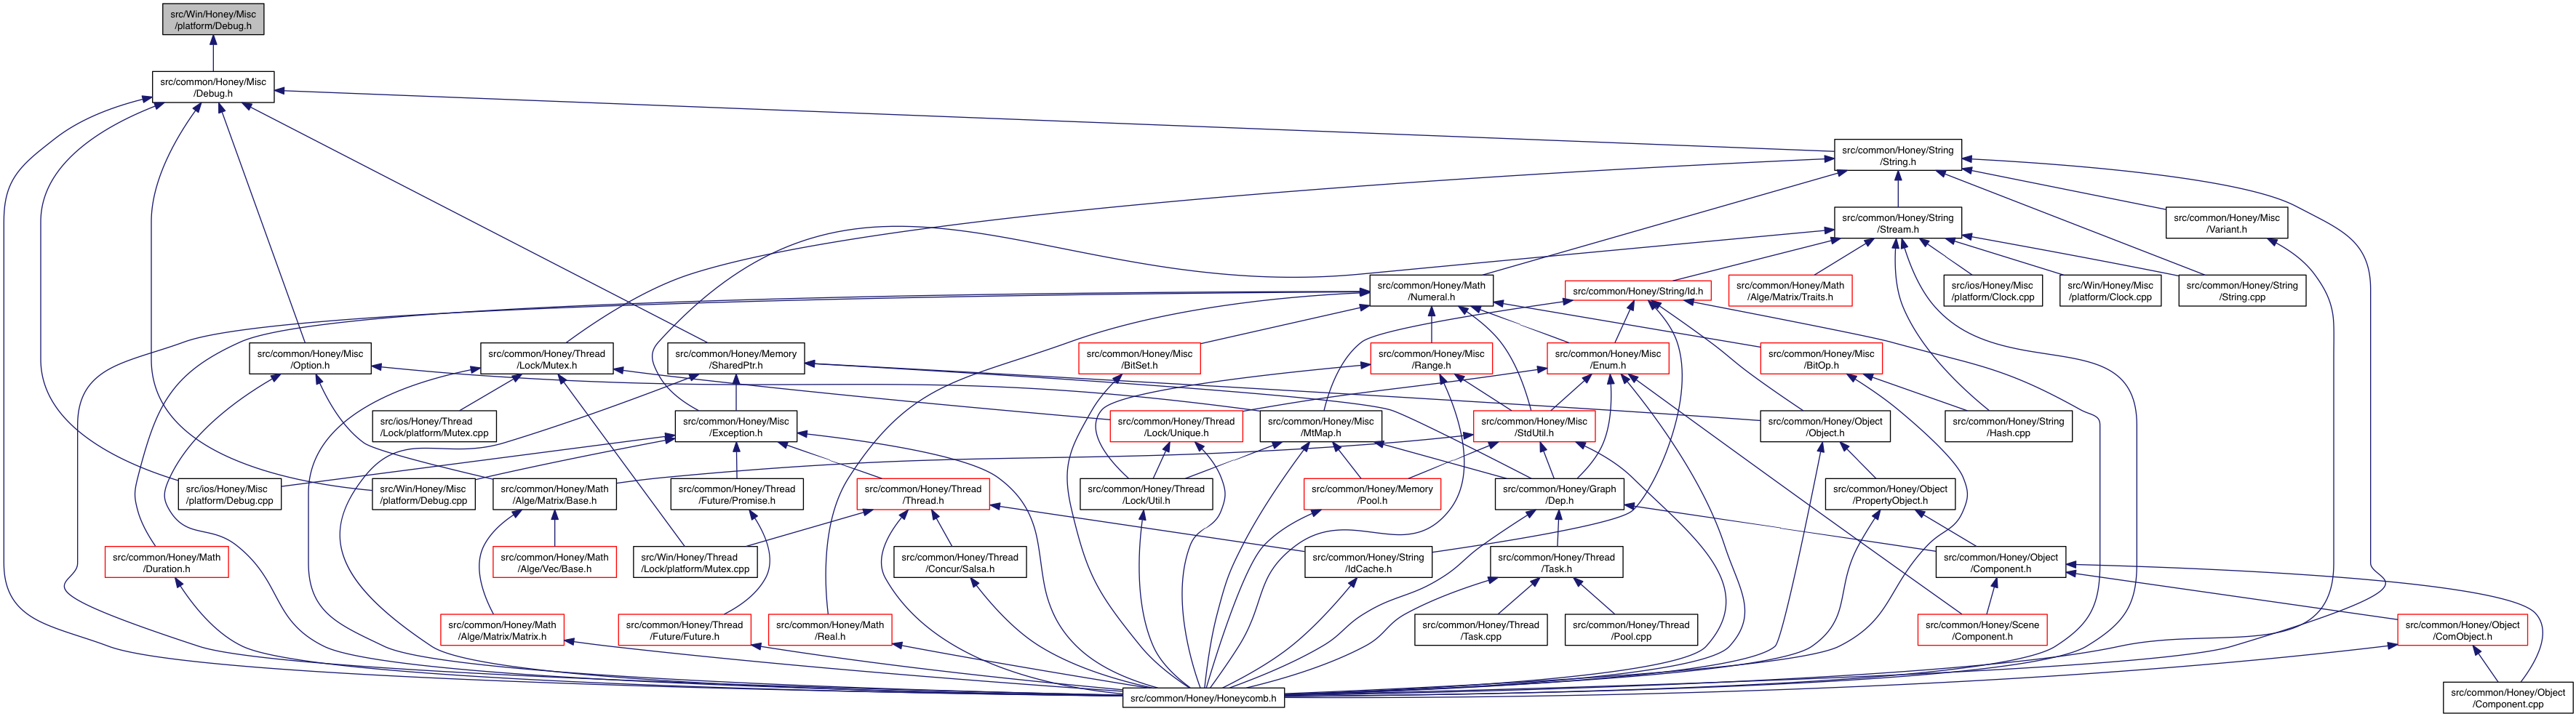 src/Win/Honey/Misc
/platform/Debug.h
src/common/Honey/Misc
/Debug.h
src/common/Honey/String
/String.h
src/common/Honey/String
/Stream.h
src/common/Honey/Misc
/Variant.h
src/common/Honey/Math
/Numeral.h
src/common/Honey/String/Id.h
src/common/Honey/Math
/Alge/Matrix/Traits.h
src/ios/Honey/Misc
/platform/Clock.cpp
src/Win/Honey/Misc
/platform/Clock.cpp
src/common/Honey/String
/String.cpp
src/common/Honey/Misc
/Option.h
src/common/Honey/Thread
/Lock/Mutex.h
src/common/Honey/Memory
/SharedPtr.h
src/common/Honey/Misc
/BitSet.h
src/common/Honey/Misc
/Range.h
src/common/Honey/Misc
/Enum.h
src/common/Honey/Misc
/BitOp.h
src/ios/Honey/Thread
/Lock/platform/Mutex.cpp
src/common/Honey/Misc
/Exception.h
src/common/Honey/Thread
/Lock/Unique.h
src/common/Honey/Misc
/MtMap.h
src/common/Honey/Misc
/StdUtil.h
src/common/Honey/Object
/Object.h
src/common/Honey/String
/Hash.cpp
src/ios/Honey/Misc
/platform/Debug.cpp
src/Win/Honey/Misc
/platform/Debug.cpp
src/common/Honey/Math
/Alge/Matrix/Base.h
src/common/Honey/Thread
/Future/Promise.h
src/common/Honey/Thread
/Thread.h
src/common/Honey/Thread
/Lock/Util.h
src/common/Honey/Memory
/Pool.h
src/common/Honey/Graph
/Dep.h
src/common/Honey/Object
/PropertyObject.h
src/common/Honey/Math
/Duration.h
src/common/Honey/Math
/Alge/Vec/Base.h
src/Win/Honey/Thread
/Lock/platform/Mutex.cpp
src/common/Honey/Thread
/Concur/Salsa.h
src/common/Honey/String
/IdCache.h
src/common/Honey/Thread
/Task.h
src/common/Honey/Object
/Component.h
src/common/Honey/Math
/Alge/Matrix/Matrix.h
src/common/Honey/Thread
/Future/Future.h
src/common/Honey/Math
/Real.h
src/common/Honey/Thread
/Task.cpp
src/common/Honey/Thread
/Pool.cpp
src/common/Honey/Scene
/Component.h
src/common/Honey/Object
/ComObject.h
src/common/Honey/Honeycomb.h
src/common/Honey/Object
/Component.cpp